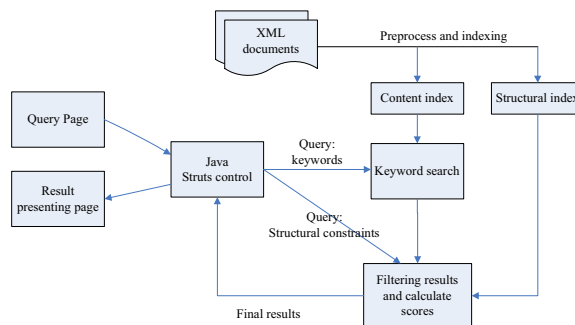 XML
documents
Preprocess and indexing
Content index
Structural index
Query Page
Java
Struts control
Query:
keywords
Keyword search
Result
presenting page
Query:
Structural constraints
Filtering results
and calculate
scores
Final results